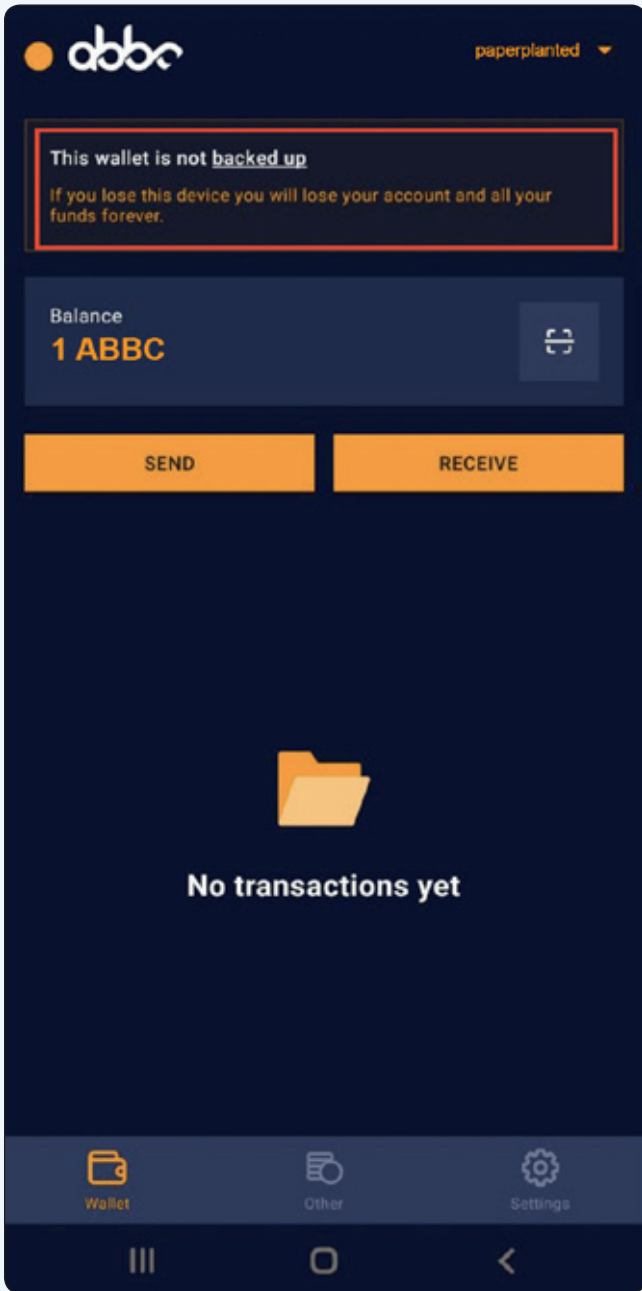 abbc
paperplanted
This wallet is not backed up
If you lose this device you will lose your account and all your
funds forever.
Balance
1 ABBC
SEND
RECEIVE
No transactions yet
Wallet
Other
Settings